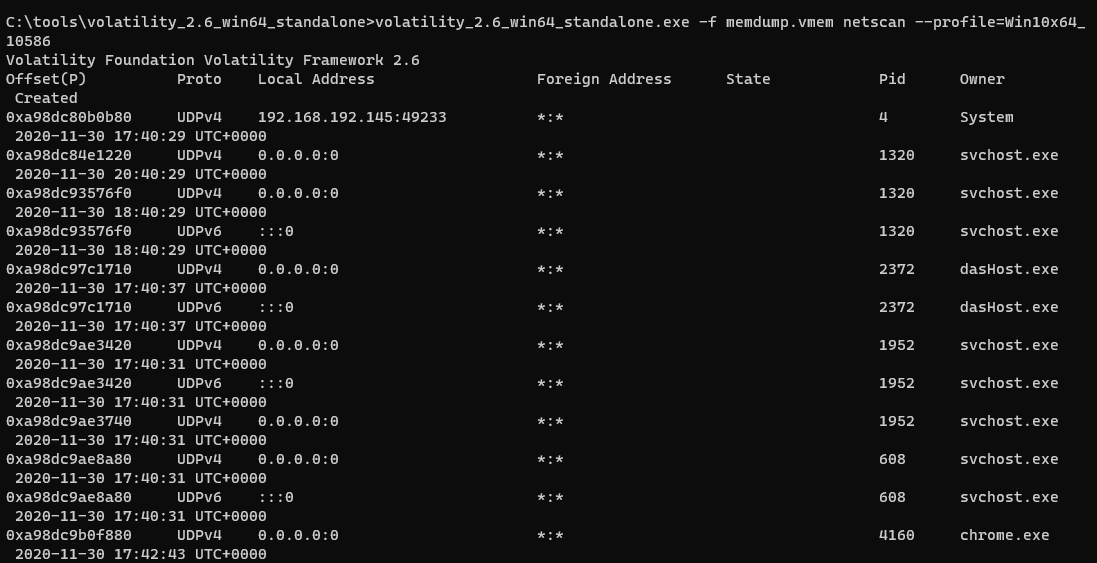 C:\tools\volatility_2.6_win64_standalone>volatility_2.6_win64_standalone.exe -f memdump.vmem netscan --profile=Win10x64_
10586
Volatility Foundation Volatility Framework 2.6
Offset(P)          Proto    Local Address                  Foreign Address      State            Pid      Owner
 Created
0xa98dc80b0b80     UDPv4    192.168.192.145:49233          *:*                                   4        System
 2020-11-30 17:40:29 UTC+0000
0xa98dc84e1220     UDPv4    0.0.0.0:0                      *:*                                   1320     svchost.exe
 2020-11-30 20:40:29 UTC+0000
0xa98dc93576f0     UDPv4    0.0.0.0:0                      *:*                                   1320     svchost.exe
 2020-11-30 18:40:29 UTC+0000
0xa98dc93576f0     UDPv6    :::0                           *:*                                   1320     svchost.exe
 2020-11-30 18:40:29 UTC+0000
0xa98dc97c1710     UDPv4    0.0.0.0:0                      *:*                                   2372     dasHost.exe
 2020-11-30 17:40:37 UTC+0000
0xa98dc97c1710     UDPv6    :::0                           *:*                                   2372     dasHost.exe
 2020-11-30 17:40:37 UTC+0000
0xa98dc9ae3420     UDPv4    0.0.0.0:0                      *:*                                   1952     svchost.exe
 2020-11-30 17:40:31 UTC+0000
0xa98dc9ae3420     UDPv6    :::0                           *:*                                   1952     svchost.exe
 2020-11-30 17:40:31 UTC+0000
0xa98dc9ae3740     UDPv4    0.0.0.0:0                      *:*                                   1952     svchost.exe
 2020-11-30 17:40:31 UTC+0000
0xa98dc9ae8a80     UDPv4    0.0.0.0:0                      *:*                                   608      svchost.exe
 2020-11-30 17:40:31 UTC+0000
0xa98dc9ae8a80     UDPv6    :::0                           *:*                                   608      svchost.exe
 2020-11-30 17:40:31 UTC+0000
0xa98dc9b0f880     UDPv4    0.0.0.0:0                      *:*                                   4160     chrome.exe
 2020-11-30 17:42:43 UTC+0000